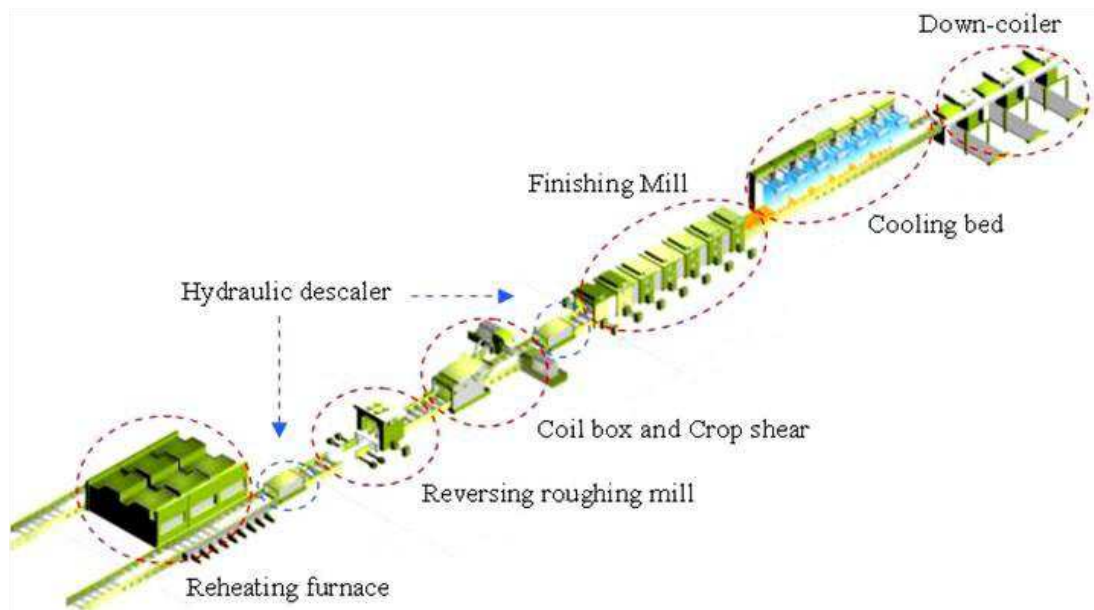 Down-coiler
Finishing Mill
Cooling bed
Hydraulic descaler
Coil box and Crop shear
Reversing roughing mill
Reheating furnace